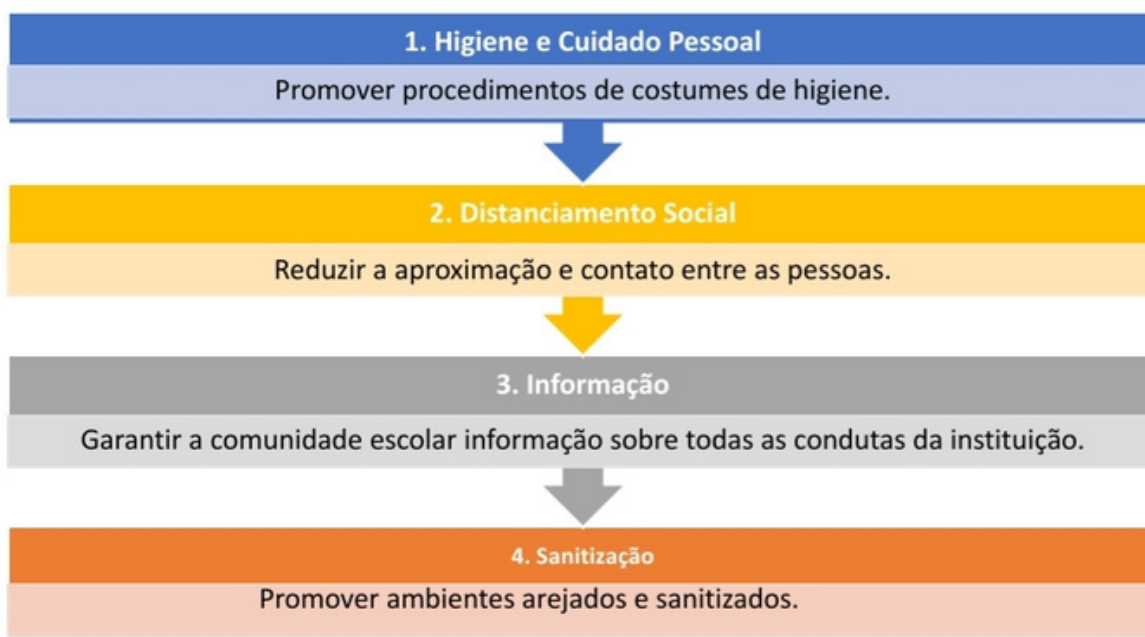 1. Higiene e Cuidado Pessoal
Promover procedimentos de costumes de higiene.
2. Distanciamento Social
Reduzir a aproximação e contato entre as pessoas.
3. Informação
Garantir a comunidade escolar informação sobre todas as condutas da instituição.
4. Sanitização
Promover ambientes arejados e sanitizados.